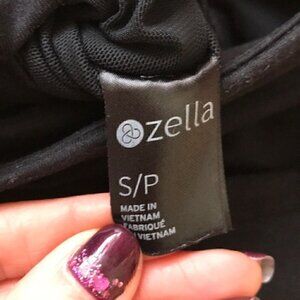 zella
S/P
MADE IN
VIETNAM
FABRIQUÉ
VIETNAM